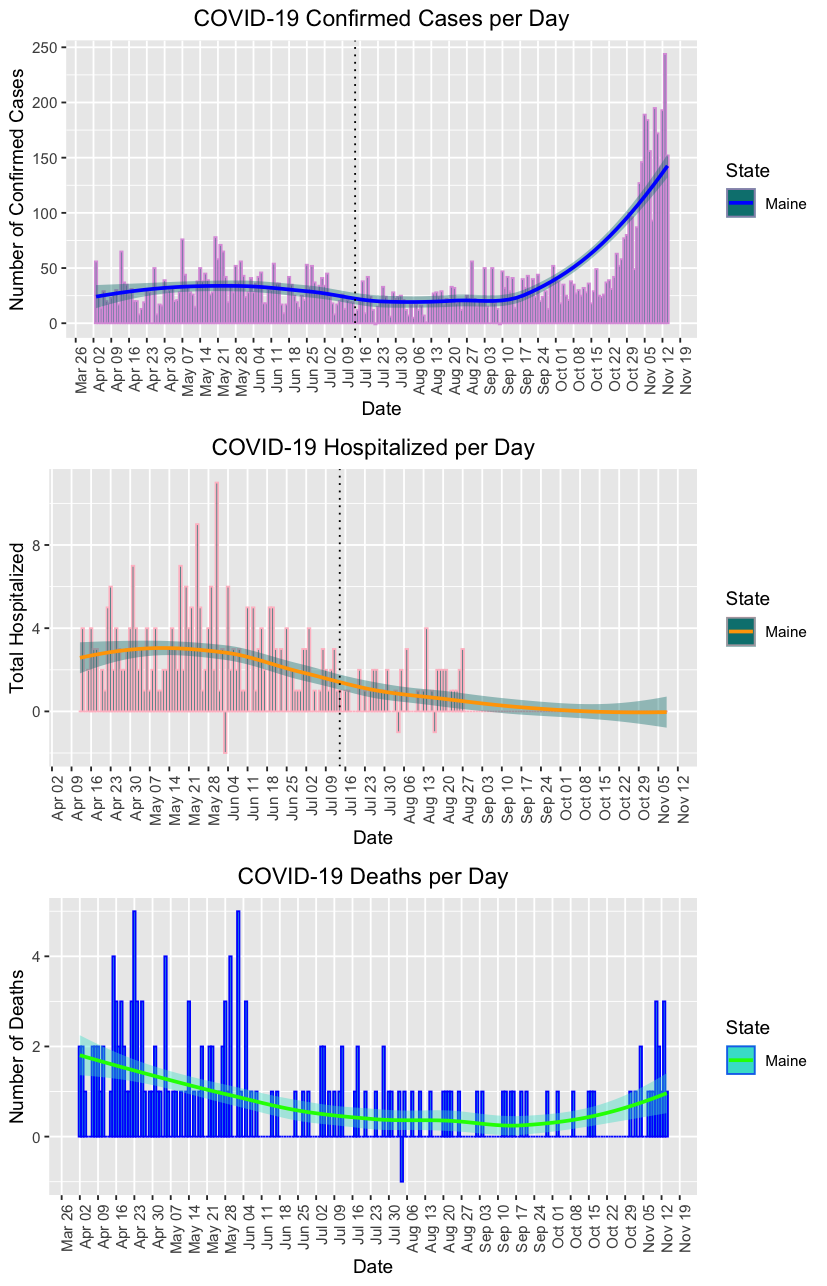 COVID-19 Confirmed Cases per Day
Number of Confirmed Cases
250
200
150
100
50
0
Mar 26 Apr 02 Apr 09 Apr 16 Apr 23 Apr 30 May 07 May 14 May 21 May 28 Jun 04 Jun 11 Jun 18 Jun 25 Jul 02 Jul 09 Jul 16 Jul 23 Jul 30 Aug 06 Aug 13 Aug 20 Aug 27 Sep 03 Sep 10 Sep 17 Sep 24 Oct 01 Oct 08 Oct 15 Oct 22 Oct 29 Nov 05 Nov 12 Nov 19
Date
State
Maine
COVID-19 Hospitalized per Day
Total Hospitalized
8
4
0
Apr 02 Apr 09 Apr 16 Apr 23 Apr 30 May 07 May 14 May 21 May 28 Jun 04 Jun 11 Jun 18 Jun 25 Jul 02 Jul 09 Jul 16 Jul 23 Jul 30 Aug 06 Aug 13 Aug 20 Aug 27 Sep 03 Sep 10 Sep 17 Sep 24 Oct 01 Oct 08 Oct 15 Oct 22 Oct 29 Nov 05 Nov 12
Date
State
Maine
COVID-19 Deaths per Day
Number of Deaths
4
2
0
Mar 26 Apr 02 Apr 09 Apr 16 Apr 23 Apr 30 May 07 May 14 May 21 May 28 Jun 04 Jun 11 Jun 18 Jun 25 Jul 02 Jul 09 Jul 16 Jul 23 Jul 30 Aug 06 Aug 13 Aug 20 Aug 27 Sep 03 Sep 10 Sep 17 Sep 24 Oct 01 Oct 08 Oct 15 Oct 22 Oct 29 Nov 05 Nov 12 Nov 19
Date
State
Maine